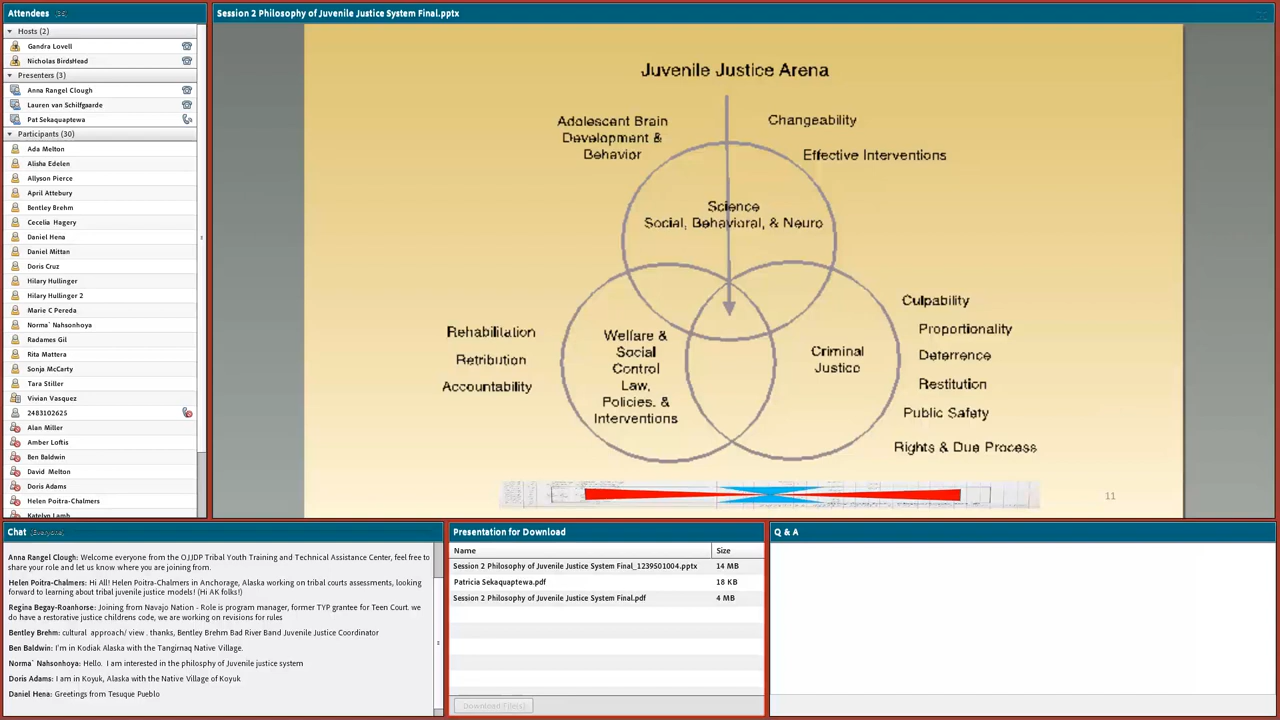 Attendees (35)
Hosts (2)
Gandra Lovell
Nicholas BirdsHead
Presenters (3)
Anna Rangel Clough
Lauren van Schilfgaarde
Pat Sekaquaptewa
Participants (30)
Ada Melton
Alisha Edelen
Allyson Pierce
April Attebury
Bentley Brehm
Cecelia Hagery
Daniel Hena
Daniel Mittan
Doris Cruz
Hilary Hullinger
Hilary Hullinger 2
Marie C Pereda
Norma` Nahsonhoya
Radames Gil
Rita Mattera
Sonja McCarty
Tara Stiller
Vivian Vasquez
2483102625
Alan Miller
Amber Loftis
Ben Baldwin
David Melton
Doris Adams
Helen Poitra-Chalmers
Katelyn Lamb
Session 2 Philosophy of Juvenile Justice System Final.pptx
Juvenile Justice Arena
Adolescent Brain
Development &
Behavior
Changeability
Effective Interventions
Science
Social, Behavioral, & Neuro
Rehabilitation
Retribution
Accountability
Welfare &
Social
Control
Law,
Policies, &
Interventions
Criminal
Justice
Culpability
Proportionality
Deterrence
Restitution
Public Safety
Rights & Due Process
11
Chat (Everyone)
Anna Rangel Clough: Welcome everyone from the OJJDP Tribal Youth Training and Technical Assistance Center, feel free to
share your role and let us know where you are joining from.
Helen Poitra-Chalmers: Hi All! Helen Poitra-Chalmers in Anchorage, Alaska working on tribal courts assessments, looking
forward to learning about tribal juvenile justice models! (Hi AK folks!)
Regina Begay-Roanhorse: Joining from Navajo Nation - Role is program manager, former TYP grantee for Teen Court. we
do have a restorative justice childrens code, we are working on revisions for rules
Bentley Brehm: cultural approach/ view . thanks, Bentley Brehm Bad River Band Juvenile Justice Coordinator
Ben Baldwin: I'm in Kodiak Alaska with the Tangirnaq Native Village.
Norma` Nahsonhoya: Hello. I am interested in the philosphy of Juvenile justice system
Doris Adams: I am in Koyuk, Alaska with the Native Village of Koyuk
Daniel Hena: Greetings from Tesuque Pueblo
Presentation for Download
Name Size
Session 2 Philosophy of Juvenile Justice System Final_1239501004.pptx 14 MB
Patricia Sekaquaptewa.pdf 18 KB
Session 2 Philosophy of Juvenile Justice System Final.pdf 4 MB
Download File(s)
Q & A